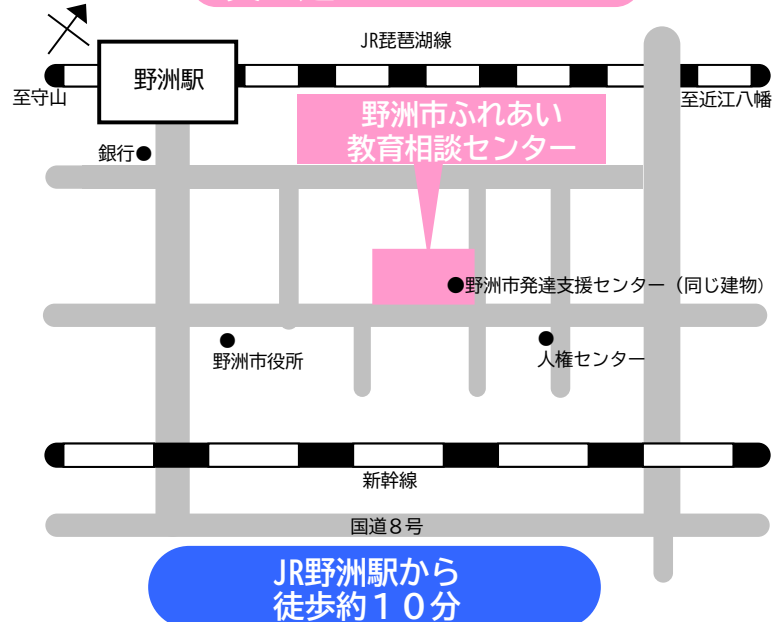 JR琵琶湖線
野洲駅
至守山
至近江八幡
野洲市ふれあい
教育相談センター
銀行●
●野洲市発達支援センター（同じ建物）
野洲市役所
人権センター
新幹線
国道８号
JR野洲駅から
徒歩約１０分